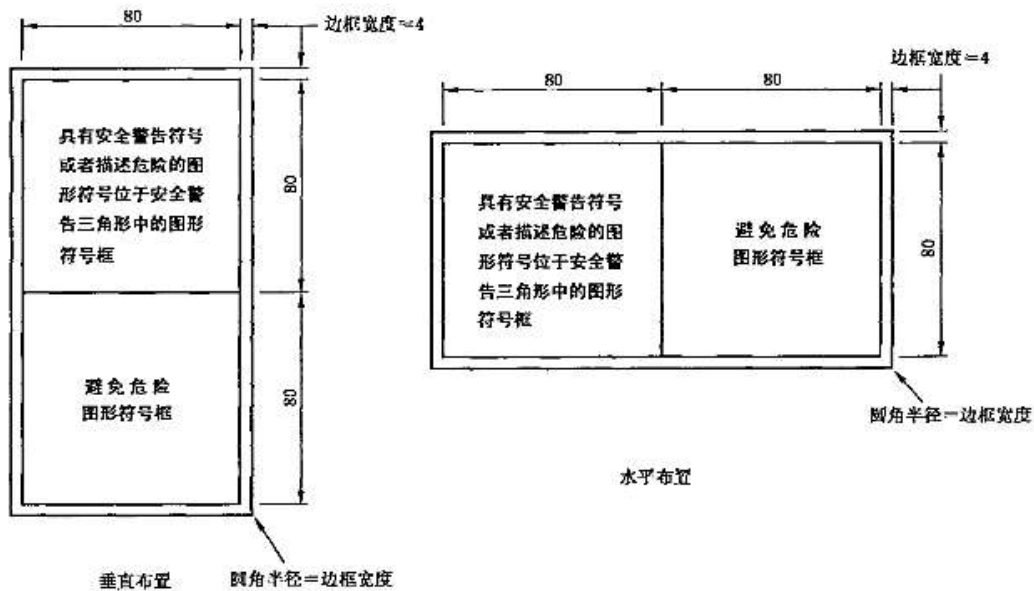 80
边框宽度≈4
具有安全警告符号
或者描述危险的图
形符号位于安全警
告三角形中的图形
符号框
80
避免危险
图形符号框
80
垂直布置
圆角半径=边框宽度
边框宽度=4
80
80
具有安全警告符号
或者描述危险的图
形符号位于安全警
告三角形中的图形
符号框
避免危险
图形符号框
80
圆角半径=边框宽度
水平布置